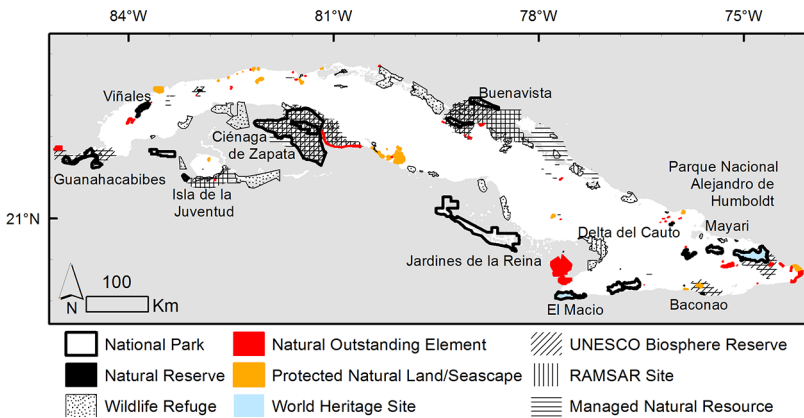 84°W 81°W 78°W 75°W
Viñales
Buenavista
Ciénaga
de Zapata
Parque Nacional
Alejandro de
Humboldt
Guanahacabibes
Isla de la
Juventud
21°N
Delta del Cauto
Mayari
Jardines de la Reina
100
Km
N
El Macio
Baconao
National Park
Natural Outstanding Element
UNESCO Biosphere Reserve
Natural Reserve
Protected Natural Land/Seascape
RAMSAR Site
Wildlife Refuge
World Heritage Site
Managed Natural Resource